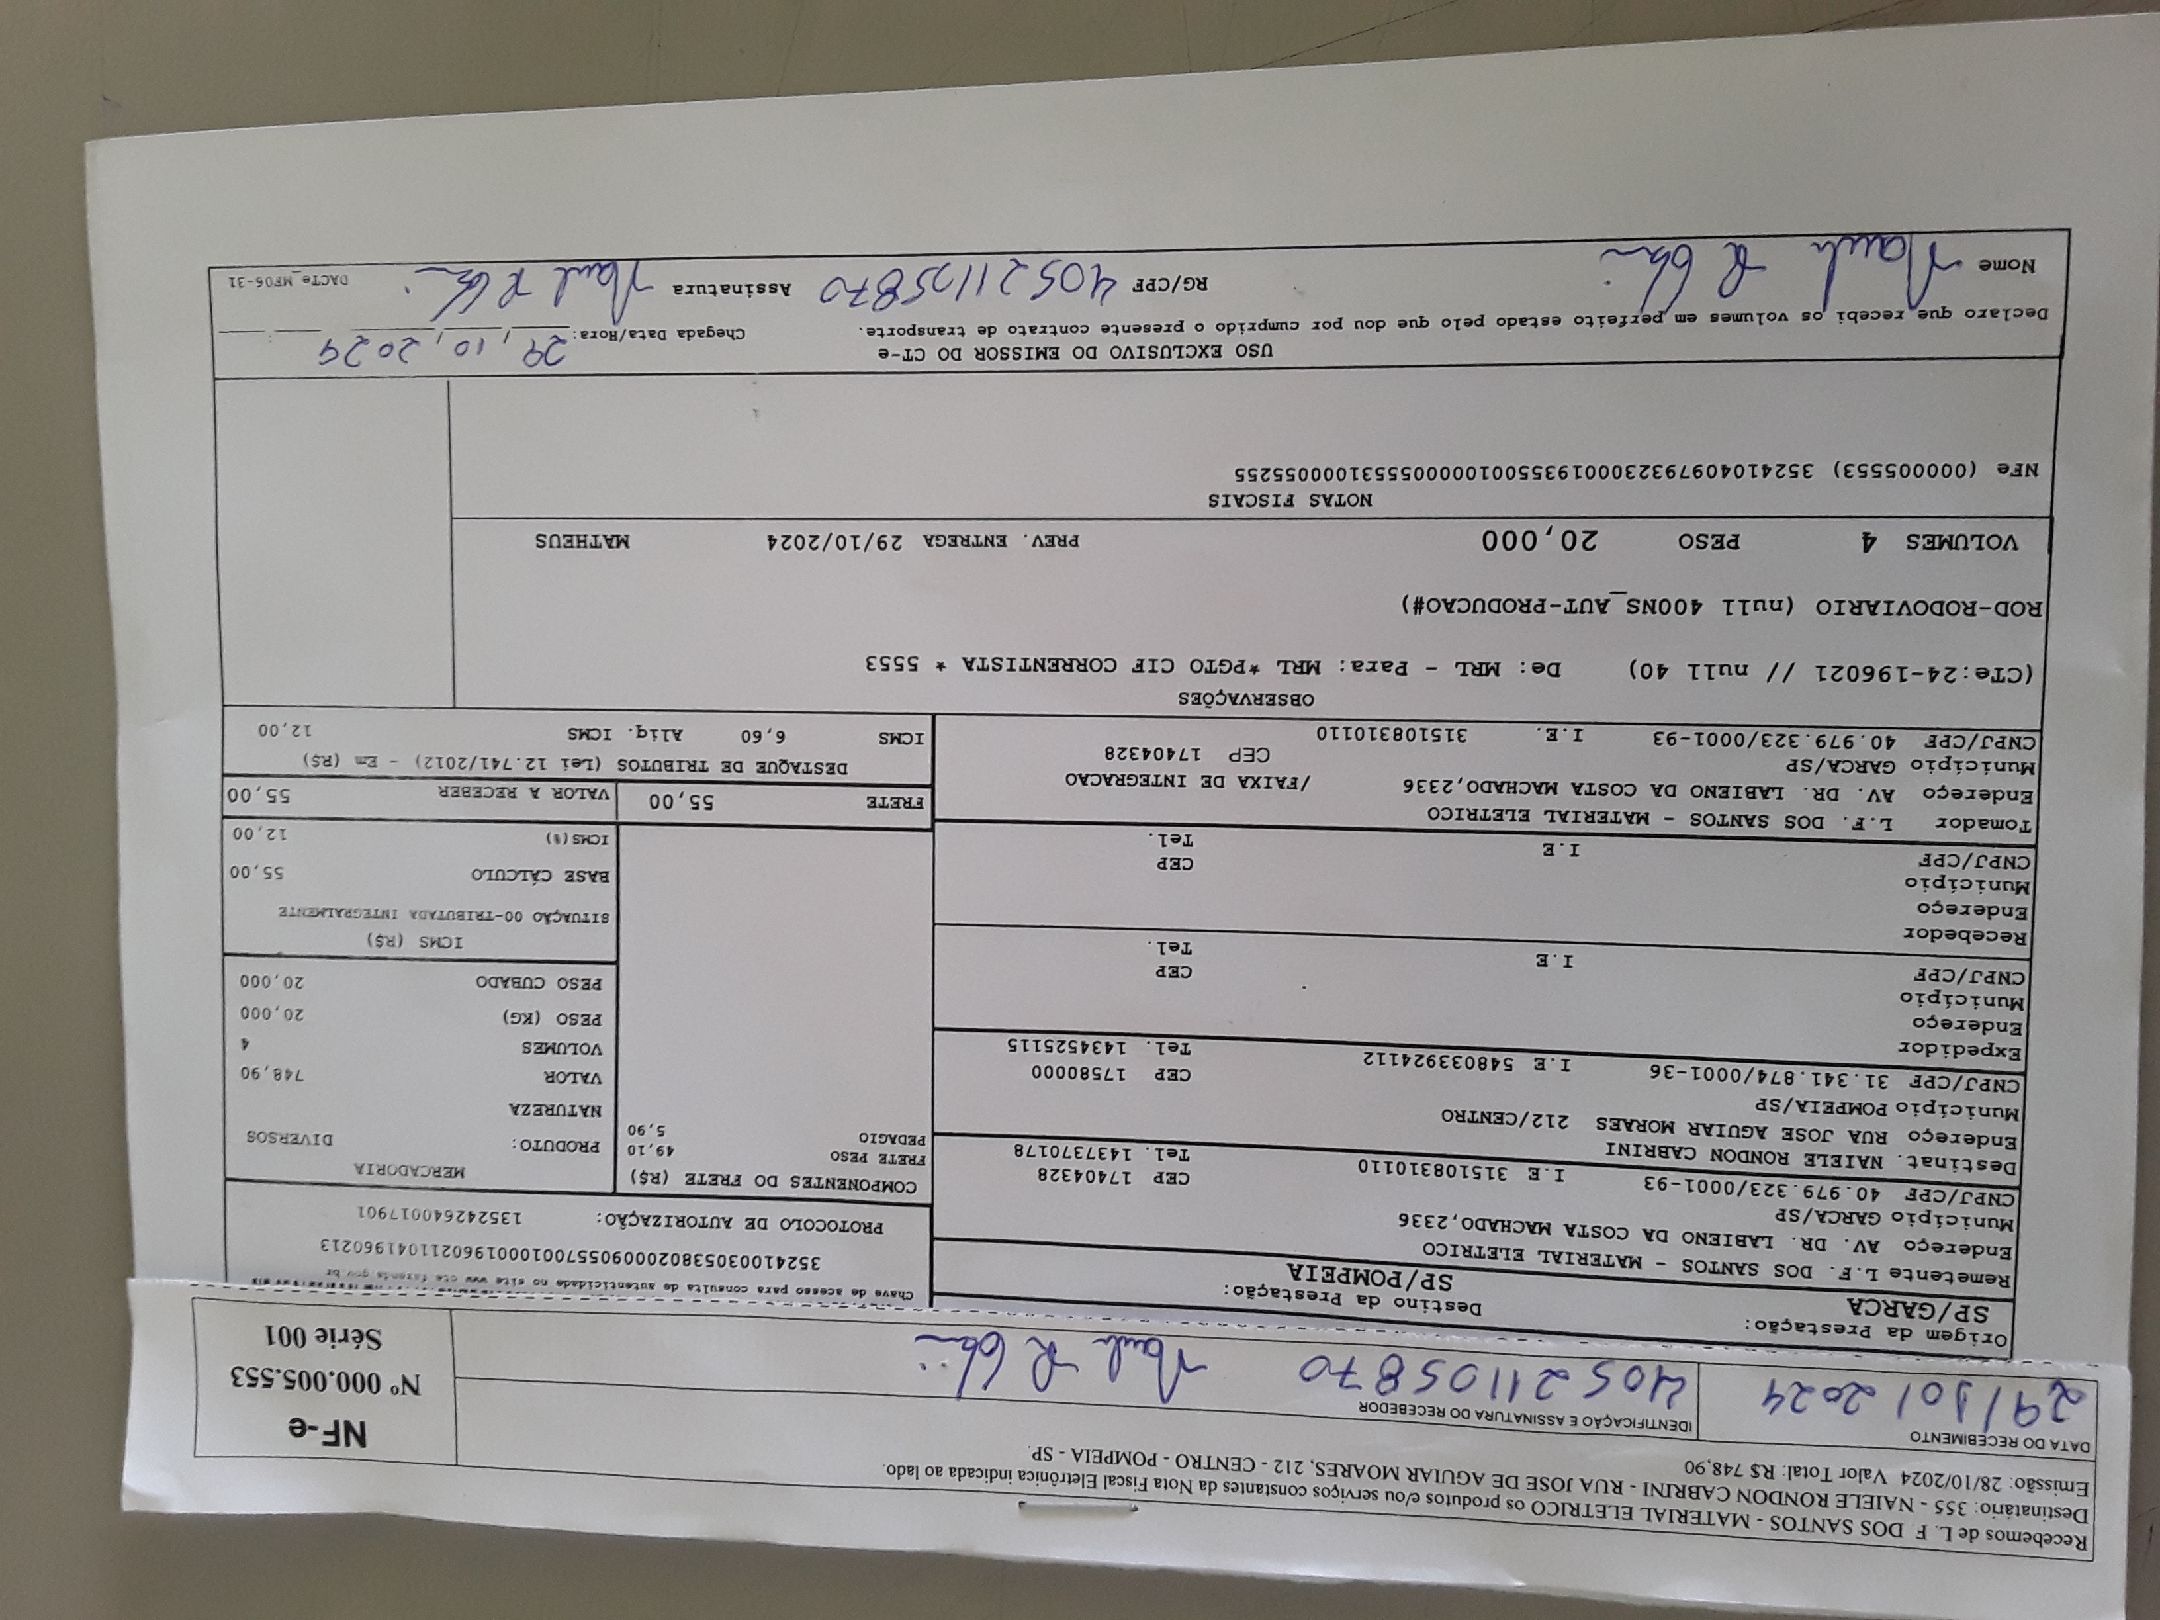 Recebemos de L. F DOS SANTOS - MATERIAL ELETRICO os produtos e/ou serviços constantes da Nota Fiscal Eletrônica indicada ao lado.
Destinatário: 355 - NAIELE RONDON CABRINI - RUA JOSE DE AGUIAR MOARES, 212 - CENTRO - POMPEIA - SP.
Emissão: 28/10/2024 Valor Total: R$ 748,90
DATA DO RECEBIMENTO
29/10/2024
IDENTIFICAÇÃO E ASSINATURA DO RECEBEDOR
40521105870
NF-e
Nº 000.005.553
Série 001
Origem da Prestação:
SP/GARCA
Destino da Prestação:
SP/POMPEIA
Chave de acesso para consulta de autenticidade no site www cte fazenda gov br
PROTOCOLO DE AUTORIZAÇÃO: 135242640017901
Remetente L.F. DOS SANTOS - MATERIAL ELETRICO
Endereço AV. DR. LABIENO DA COSTA MACHADO,2336
Município GARCA/SP CEP 17404328
CNPJ/CPF 40.979.323/0001-93 I.E 315108310110 Tel. 1437370178
Destinat. NAIELE RONDON CABRINI
Endereço RUA JOSE AGUIAR MORAES 212/CENTRO
Município POMPEIA/SP CEP 17580000
CNPJ/CPF 31.341.874/0001-36 I.E 548033924112 Tel. 1434525115
Expedidor
Endereço
Município CEP
CNPJ/CPF I.E Tel.
Recebedor
Endereço
Município CEP
CNPJ/CPF I.E Tel.
Tomador L.F. DOS SANTOS - MATERIAL ELETRICO
Endereço AV. DR. LABIENO DA COSTA MACHADO,2336 /FAIXA DE INTEGRACAO
Município GARCA/SP CEP 17404328
CNPJ/CPF 40.979.323/0001-93 I.E. 315108310110
COMPONENTES DO FRETE (R$)
FRETE PESO 49,10
PEDAGIO 5,90
FRETE 55,00
MERCADORIA
PRODUTO: DIVERSOS
NATUREZA
VALOR 748,90
VOLUMES 4
PESO (KG) 20,000
PESO CUBADO 20,000
ICMS (R$)
SITUAÇÃO 00-TRIBUTADA INTEGRALMENTE
BASE CÁLCULO 55,00
ICMS(%) 12,00
VALOR A RECEBER 55,00
DESTAQUE DE TRIBUTOS (Lei 12.741/2012) - Em (R$)
ICMS 6,60 Aliq. ICMS 12,00
OBSERVAÇÕES
(CTe:24-196021 // null 40) De: MRL - Para: MRL *PGTO CIF CORRENTISTA * 5553
ROD-RODOVIARIO (null 400NS_AUT-PRODUCAO#)
VOLUMES 4 PESO 20,000 PREV. ENTREGA 29/10/2024 MATHEUS
NOTAS FISCAIS
NFe (000005553) 35241040979323000193550010000055531000055255
USO EXCLUSIVO DO EMISSOR DO CT-e
Declaro que recebi os volumes em perfeito estado pelo que dou por cumprido o presente contrato de transporte.
Chegada Data/Hora: 29, 10, 2024
Nome
RG/CPF 40521105870 Assinatura
DACTe_MF06-31